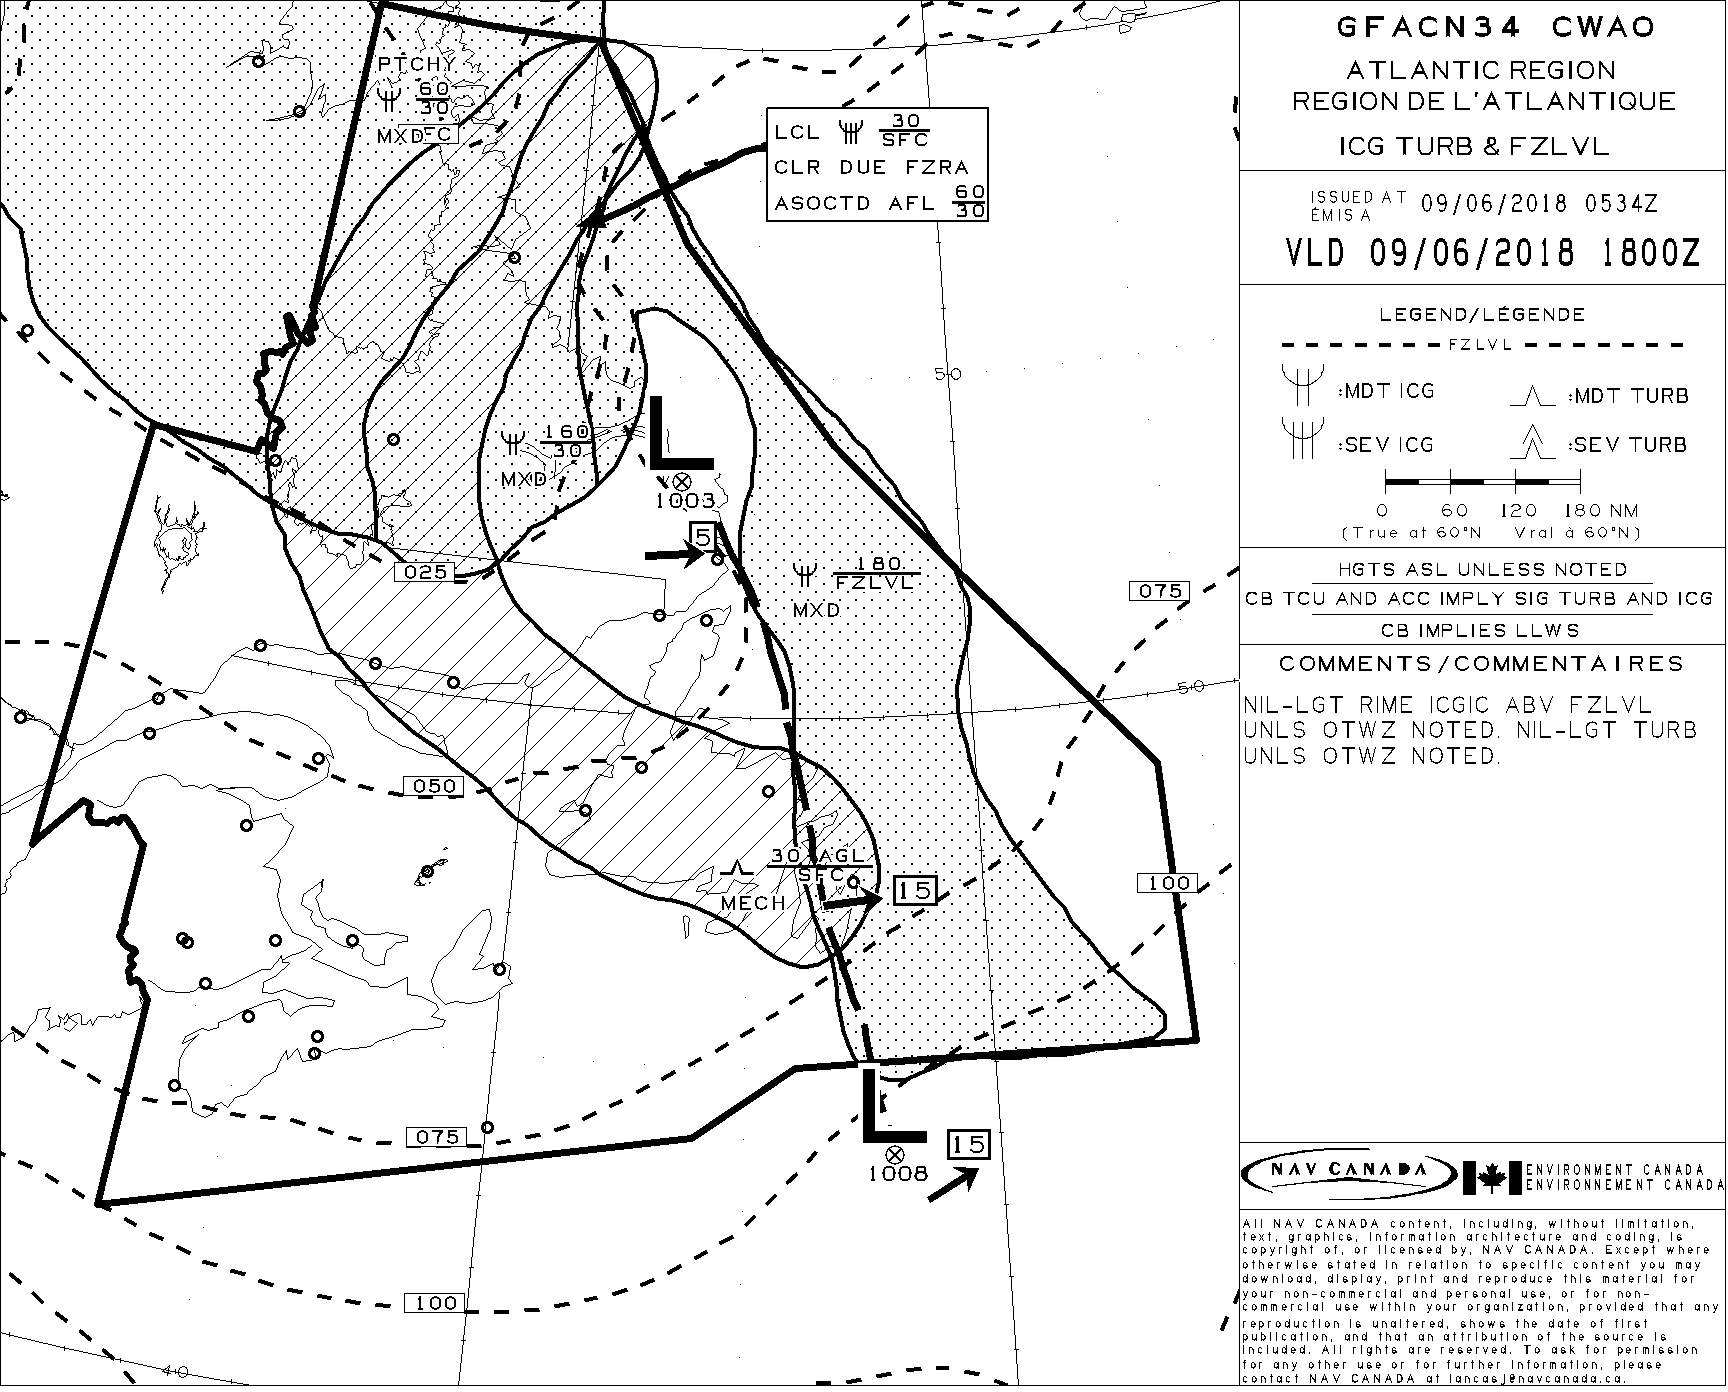 PTCHY
60
30
MXD
LCL 30
SFC
CLR DUE FZRA
ASOCTD AFL 60
30
50
160
30
MXD
1003
5
025
180
FZLVL
MXD
075
50
050
30 AGL
SFC
MECH
15
100
075
15
1008
100
40
GFACN34 CWAO
ATLANTIC REGION
REGION DE L'ATLANTIQUE
ICG TURB & FZLVL
ISSUED AT
ÉMIS A
09/06/2018 0534Z
VLD 09/06/2018 1800Z
LEGEND/LÉGENDE
FZLVL
:MDT ICG
:MDT TURB
:SEV ICG
:SEV TURB
0 60 120 180 NM
(True at 60°N Vrai à 60°N)
HGTS ASL UNLESS NOTED
CB TCU AND ACC IMPLY SIG TURB AND ICG
CB IMPLIES LLWS
COMMENTS/COMMENTAIRES
NIL-LGT RIME ICGIC ABV FZLVL
UNLS OTWZ NOTED. NIL-LGT TURB
UNLS OTWZ NOTED.
NAV CANADA
ENVIRONMENT CANADA
ENVIRONNEMENT CANADA
All NAV CANADA content, including, without limitation,
text, graphics, information architecture and coding, is
copyright of, or licensed by, NAV CANADA. Except where
otherwise stated in relation to specific content you may
download, display, print and reproduce this material for
your non-commercial and personal use, or for non-
commercial use within your organization, provided that any
reproduction is unaltered, shows the date of first
publication, and that an attribution of the source is
included. All rights are reserved. To ask for permission
for any other use or for further information, please
contact NAV CANADA at lancasj@navcanada.ca.